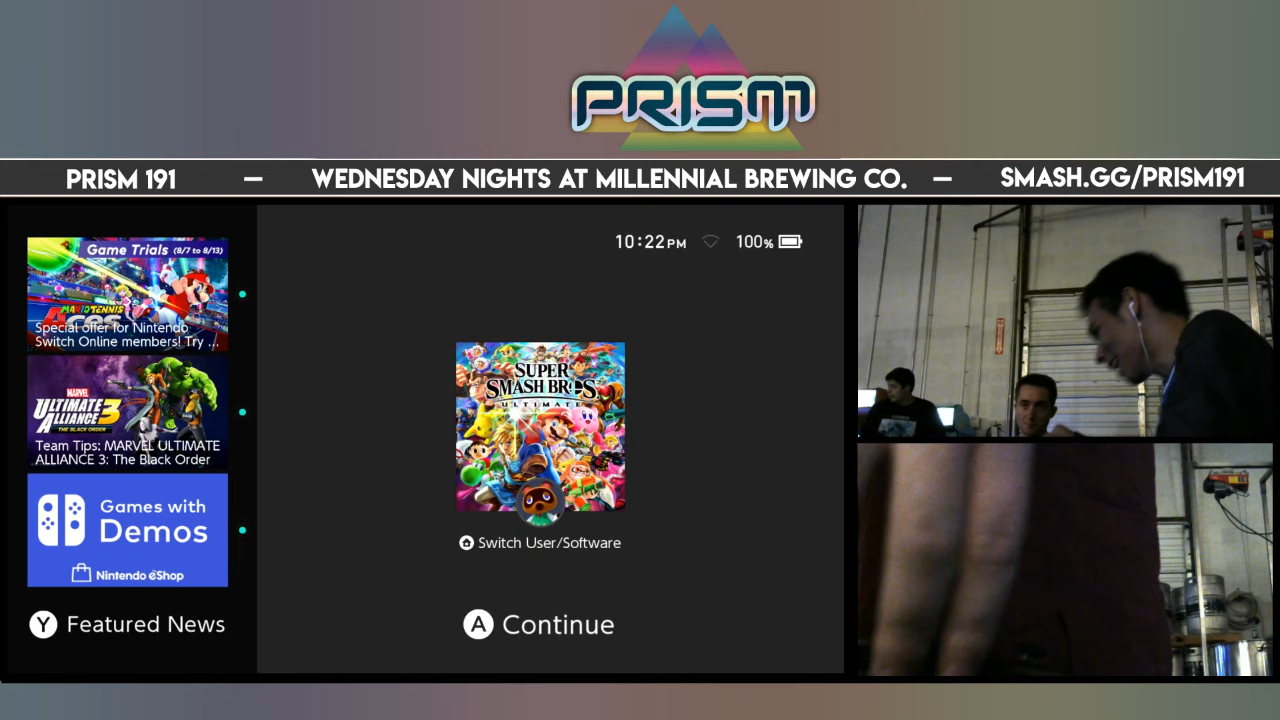 PRISM
PRISM 191 — WEDNESDAY NIGHTS AT MILLENNIAL BREWING CO. — SMASH.GG/PRISM191
Game Trials (8/7 to 8/13)
MARIO TENNIS
Aces
Special offer for Nintendo
Switch Online members! Try ...
MARVEL
ULTIMATE
ALLIANCE 3
THE BLACK ORDER
Team Tips: MARVEL ULTIMATE
ALLIANCE 3: The Black Order
Games with
Demos
Nintendo eShop
Y Featured News
10:22PM 100%
SUPER
SMASH BROS.
ULTIMATE
Switch User/Software
A Continue